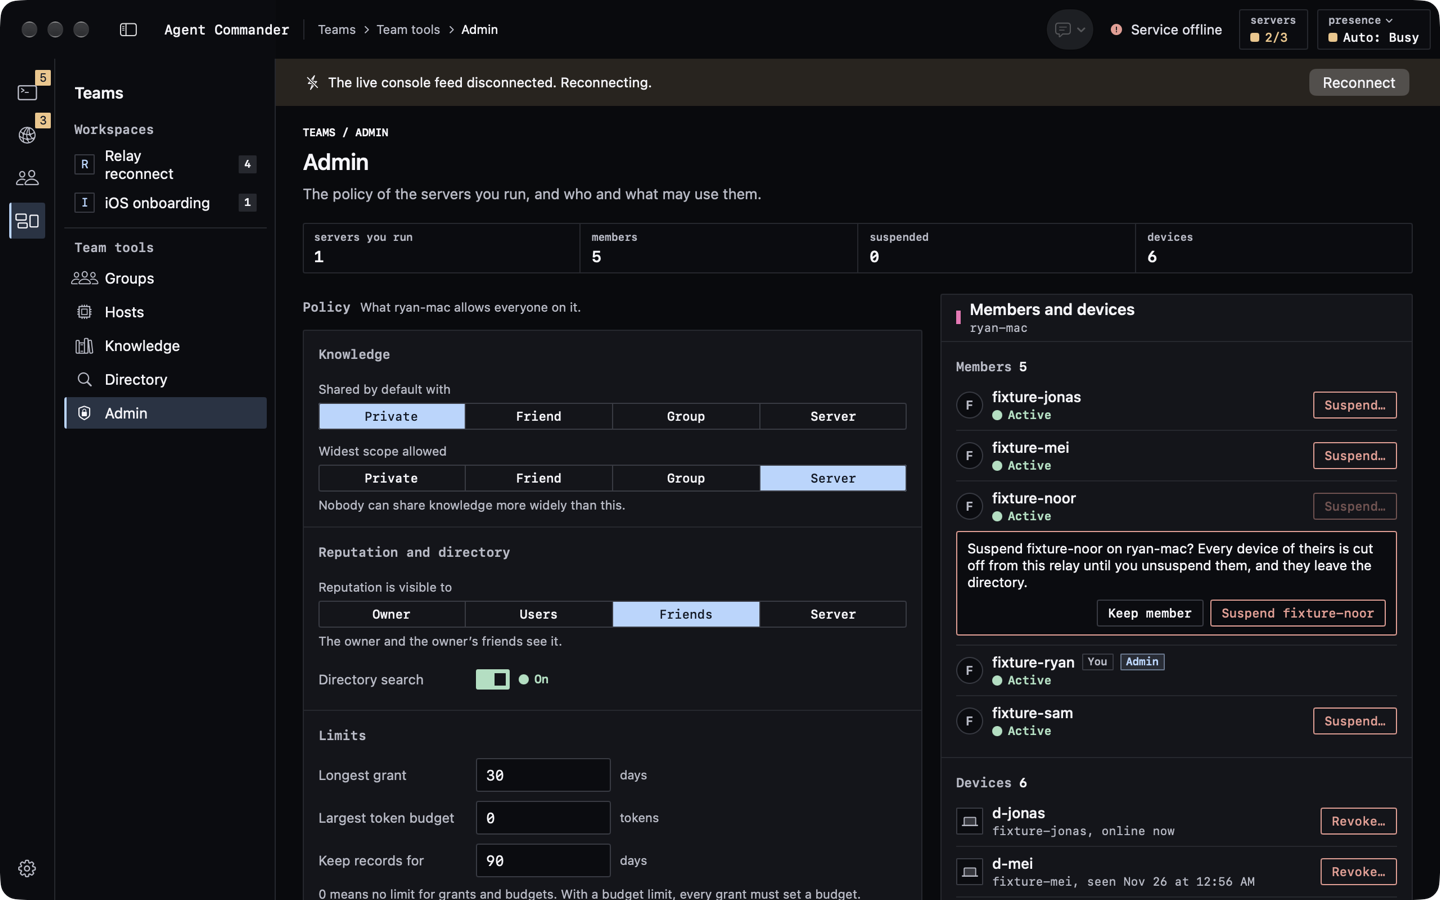 Agent Commander
Teams > Team tools > Admin
Service offline
servers
2/3
presence
Auto: Busy
5
3
Teams
Workspaces
R Relay reconnect 4
I iOS onboarding 1
Team tools
Groups
Hosts
Knowledge
Directory
Admin
The live console feed disconnected. Reconnecting.
Reconnect
TEAMS / ADMIN
Admin
The policy of the servers you run, and who and what may use them.
servers you run
1
members
5
suspended
0
devices
6
Policy What ryan-mac allows everyone on it.
Knowledge
Shared by default with
Private Friend Group Server
Widest scope allowed
Private Friend Group Server
Nobody can share knowledge more widely than this.
Reputation and directory
Reputation is visible to
Owner Users Friends Server
The owner and the owner's friends see it.
Directory search On
Limits
Longest grant 30 days
Largest token budget 0 tokens
Keep records for 90 days
0 means no limit for grants and budgets. With a budget limit, every grant must set a budget.
Members and devices
ryan-mac
Members 5
F fixture-jonas
Active
Suspend…
F fixture-mei
Active
Suspend…
F fixture-noor
Active
Suspend…
Suspend fixture-noor on ryan-mac? Every device of theirs is cut
off from this relay until you unsuspend them, and they leave the
directory.
Keep member Suspend fixture-noor
F fixture-ryan You Admin
Active
F fixture-sam
Active
Suspend…
Devices 6
d-jonas
fixture-jonas, online now
Revoke…
d-mei
fixture-mei, seen Nov 26 at 12:56 AM
Revoke…